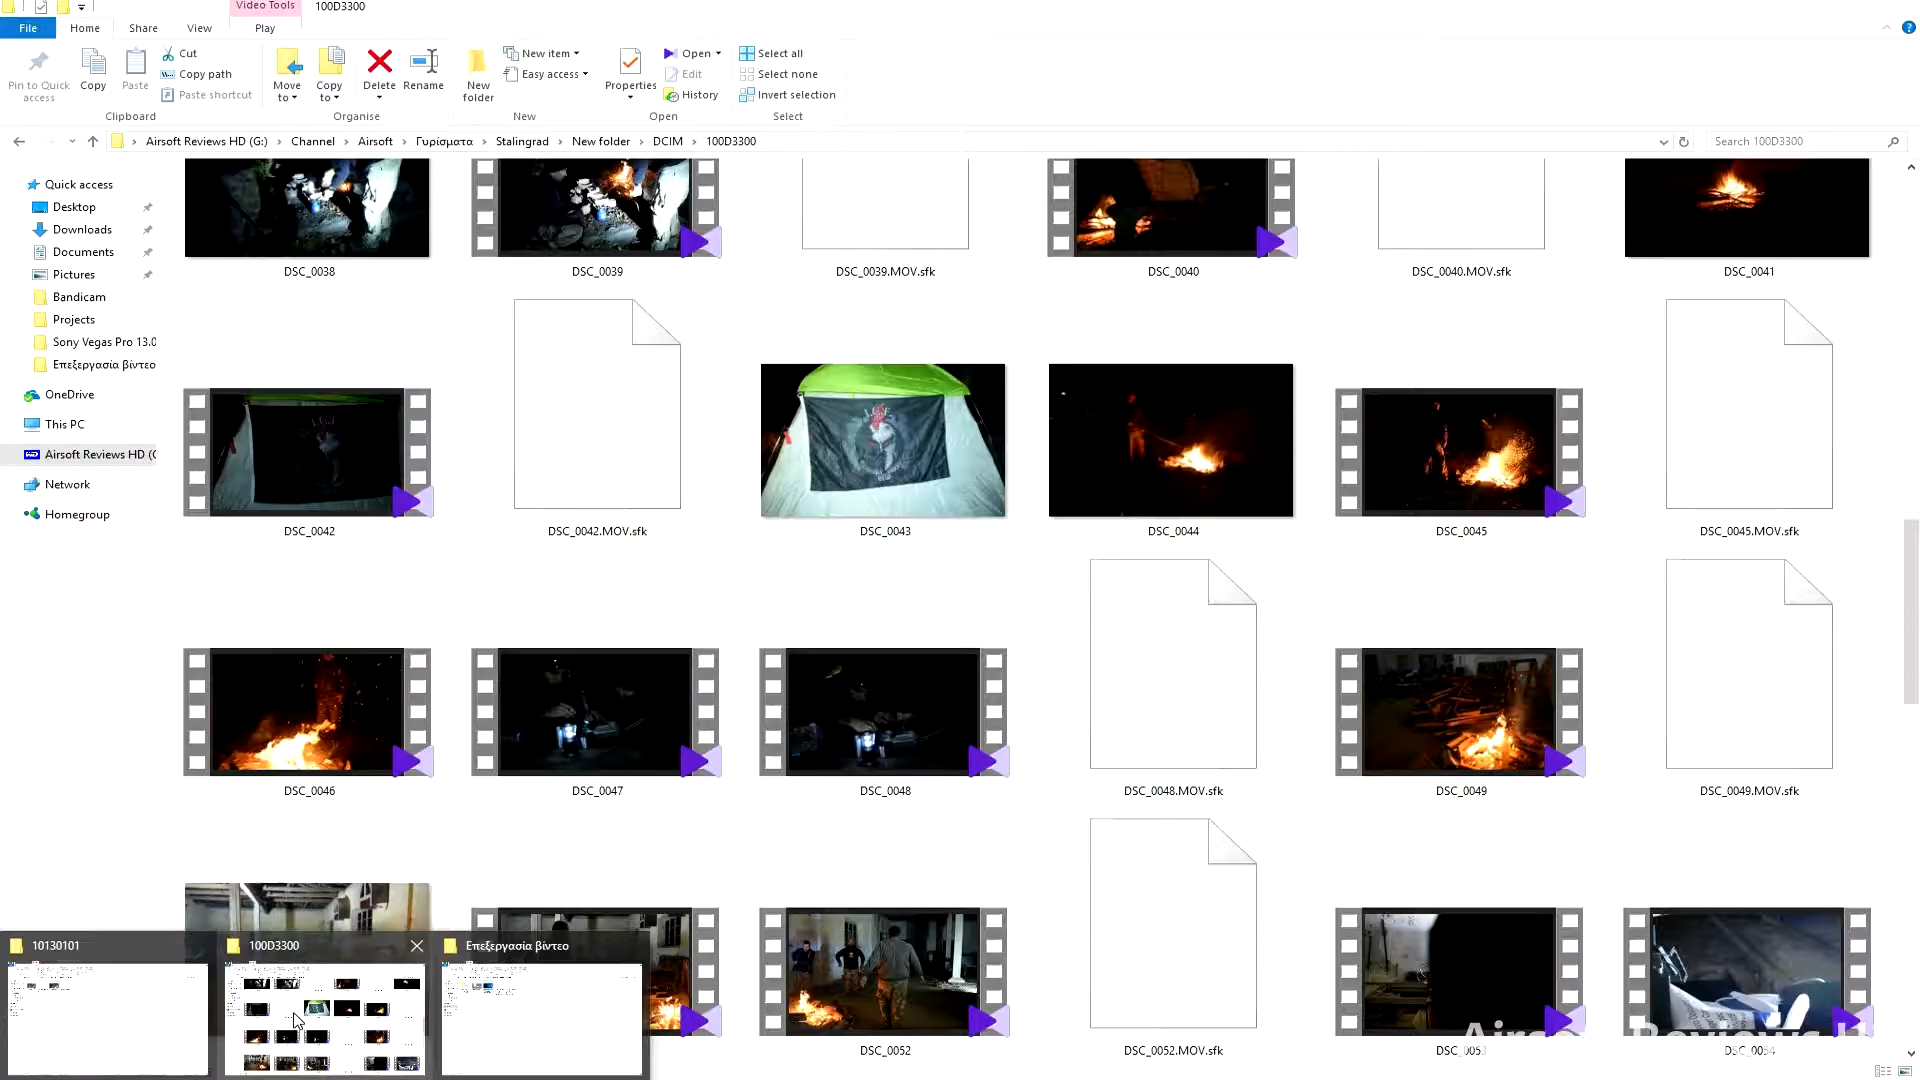 Video Tools
100D3300
File
Home
Share
View
Play
Pin to Quick access
Copy
Paste
Cut
Copy path
Paste shortcut
Move to
Copy to
Delete
Rename
New folder
New item
Easy access
Properties
Open
Edit
History
Select all
Select none
Invert selection
Clipboard
Organise
New
Open
Select
Airsoft Reviews HD (G:)
Channel
Airsoft
Γυρίσματα
Stalingrad
New folder
DCIM
100D3300
Search 100D3300
Quick access
Desktop
Downloads
Documents
Pictures
Bandicam
Projects
Sony Vegas Pro 13.0
Επεξεργασία βίντεο
OneDrive
This PC
Airsoft Reviews HD (G
Network
Homegroup
DSC_0038
DSC_0039
DSC_0039.MOV.sfk
DSC_0040
DSC_0040.MOV.sfk
DSC_0041
DSC_0042
DSC_0042.MOV.sfk
DSC_0043
DSC_0044
DSC_0045
DSC_0045.MOV.sfk
DSC_0046
DSC_0047
DSC_0048
DSC_0048.MOV.sfk
DSC_0049
DSC_0049.MOV.sfk
10130101
100D3300
Επεξεργασία βίντεο
DSC_0052
DSC_0052.MOV.sfk
DSC_0053
DSC_0054